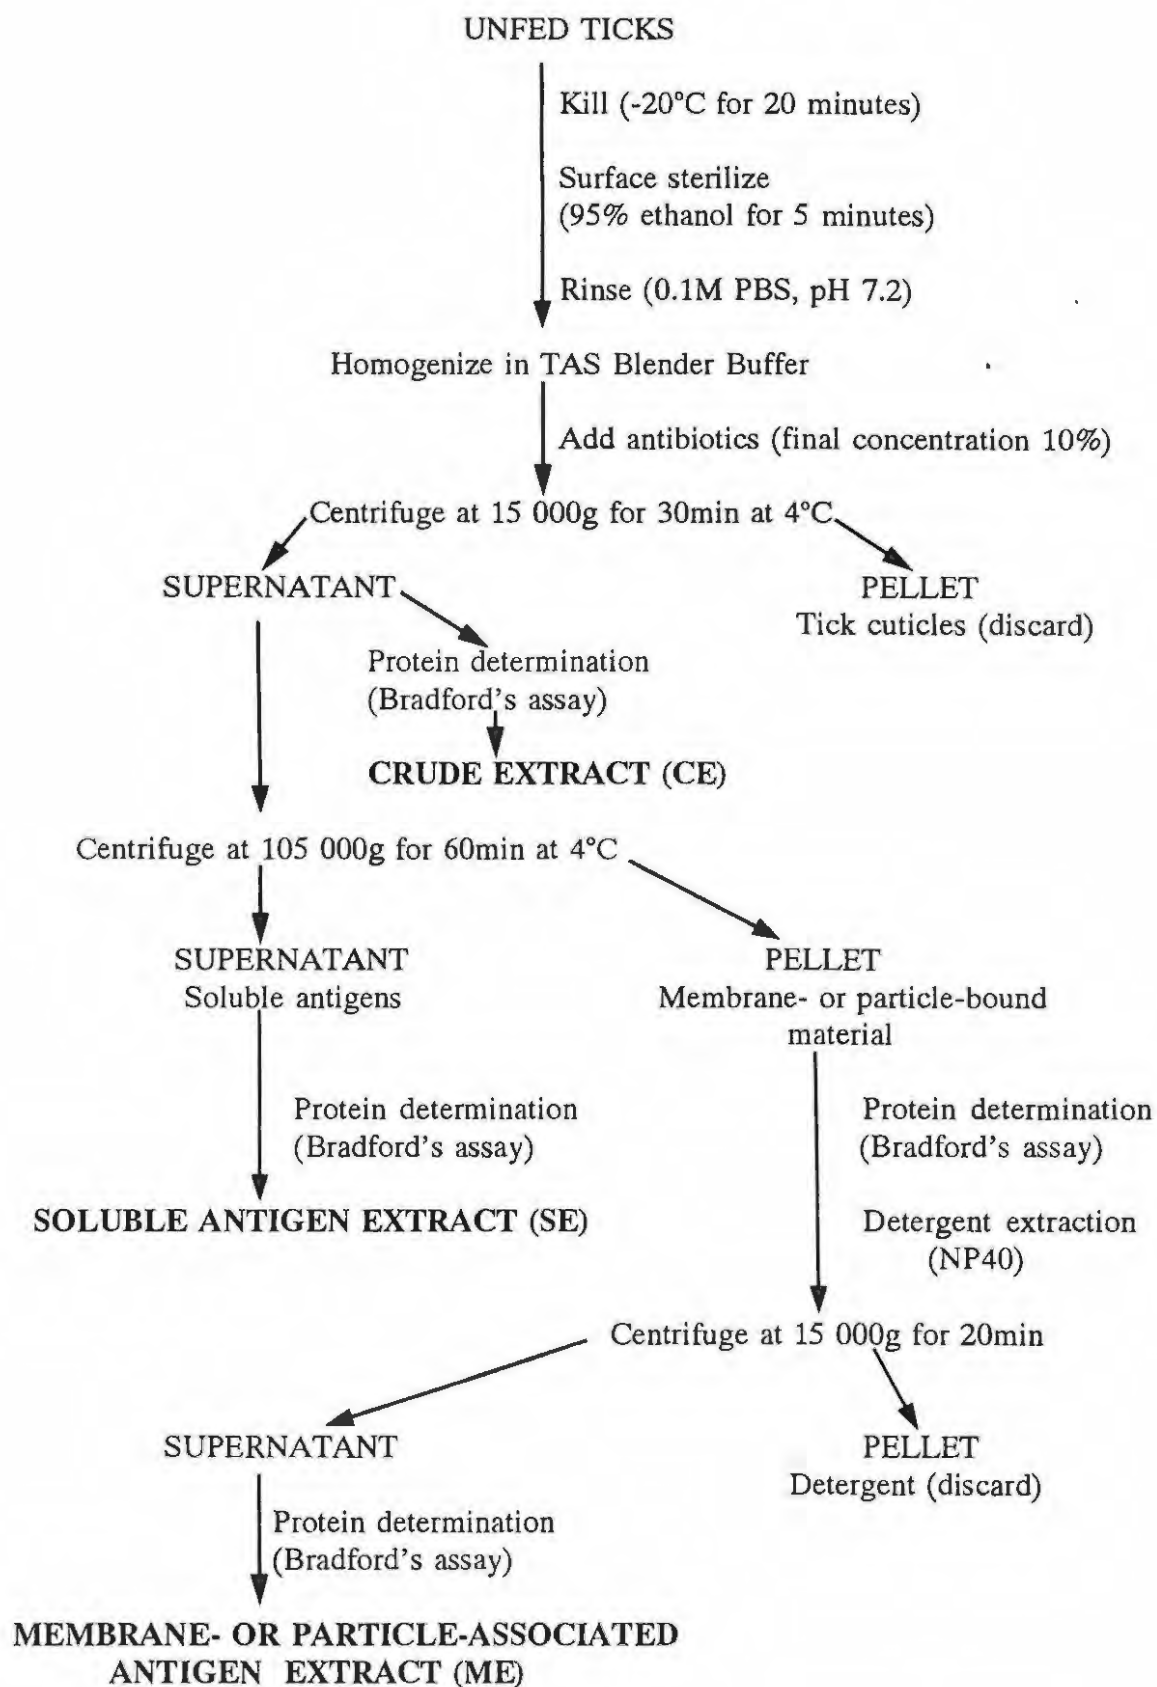 UNFED TICKS
Kill (-20°C for 20 minutes)
Surface sterilize
(95% ethanol for 5 minutes)
Rinse (0.1M PBS, pH 7.2)
Homogenize in TAS Blender Buffer
Add antibiotics (final concentration 10%)
Centrifuge at 15 000g for 30min at 4°C
SUPERNATANT
PELLET
Tick cuticles (discard)
Protein determination
(Bradford's assay)
CRUDE EXTRACT (CE)
Centrifuge at 105 000g for 60min at 4°C
SUPERNATANT
Soluble antigens
PELLET
Membrane- or particle-bound
material
Protein determination
(Bradford's assay)
SOLUBLE ANTIGEN EXTRACT (SE)
Protein determination
(Bradford's assay)
Detergent extraction
(NP40)
Centrifuge at 15 000g for 20min
SUPERNATANT
PELLET
Detergent (discard)
Protein determination
(Bradford's assay)
MEMBRANE- OR PARTICLE-ASSOCIATED
ANTIGEN EXTRACT (ME)